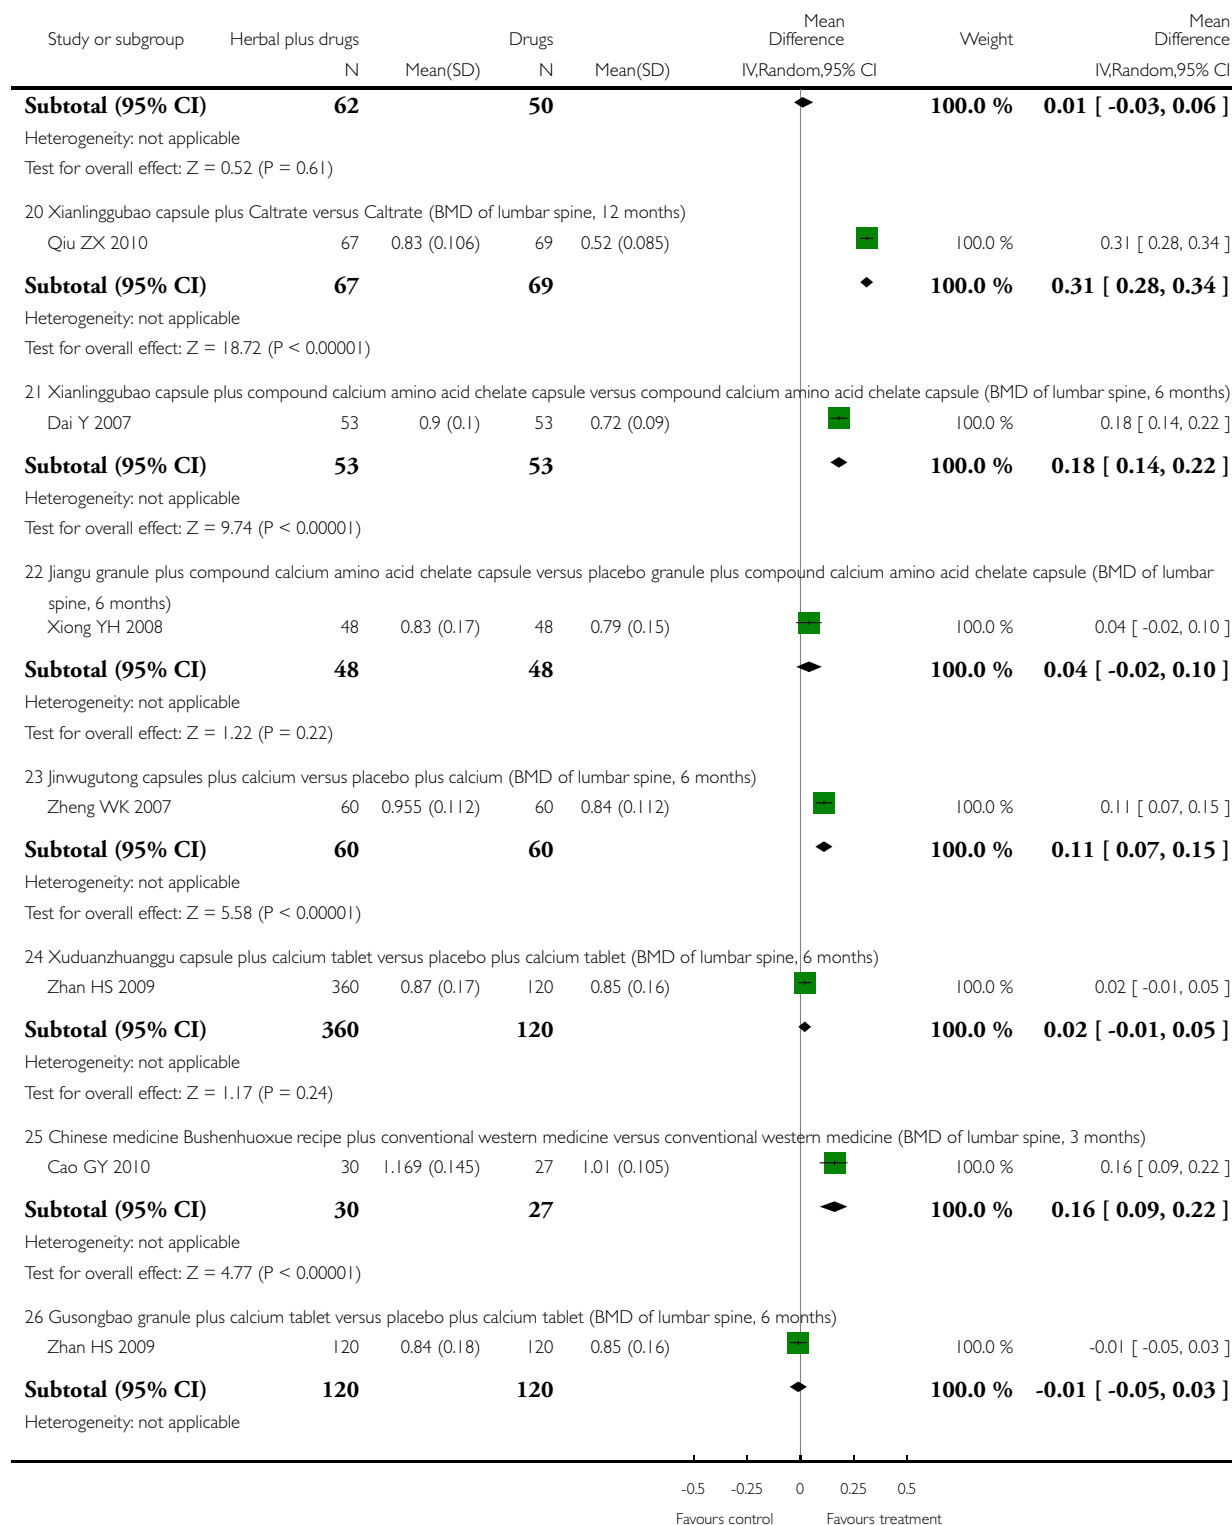 Study or subgroup Herbal plus drugs Drugs Mean Difference Weight Mean Difference
N Mean(SD) N Mean(SD) IV,Random,95% CI IV,Random,95% CI
Subtotal (95% CI) 62 50 100.0 % 0.01 [ -0.03, 0.06 ]
Heterogeneity: not applicable
Test for overall effect: Z = 0.52 (P = 0.61)
20 Xianlinggubao capsule plus Caltrate versus Caltrate (BMD of lumbar spine, 12 months)
Qiu ZX 2010 67 0.83 (0.106) 69 0.52 (0.085) 100.0 % 0.31 [ 0.28, 0.34 ]
Subtotal (95% CI) 67 69 100.0 % 0.31 [ 0.28, 0.34 ]
Heterogeneity: not applicable
Test for overall effect: Z = 18.72 (P < 0.00001)
21 Xianlinggubao capsule plus compound calcium amino acid chelate capsule versus compound calcium amino acid chelate capsule (BMD of lumbar spine, 6 months)
Dai Y 2007 53 0.9 (0.1) 53 0.72 (0.09) 100.0 % 0.18 [ 0.14, 0.22 ]
Subtotal (95% CI) 53 53 100.0 % 0.18 [ 0.14, 0.22 ]
Heterogeneity: not applicable
Test for overall effect: Z = 9.74 (P < 0.00001)
22 Jiangu granule plus compound calcium amino acid chelate capsule versus placebo granule plus compound calcium amino acid chelate capsule (BMD of lumbar
spine, 6 months)
Xiong YH 2008 48 0.83 (0.17) 48 0.79 (0.15) 100.0 % 0.04 [ -0.02, 0.10 ]
Subtotal (95% CI) 48 48 100.0 % 0.04 [ -0.02, 0.10 ]
Heterogeneity: not applicable
Test for overall effect: Z = 1.22 (P = 0.22)
23 Jinwugutong capsules plus calcium versus placebo plus calcium (BMD of lumbar spine, 6 months)
Zheng WK 2007 60 0.955 (0.112) 60 0.84 (0.112) 100.0 % 0.11 [ 0.07, 0.15 ]
Subtotal (95% CI) 60 60 100.0 % 0.11 [ 0.07, 0.15 ]
Heterogeneity: not applicable
Test for overall effect: Z = 5.58 (P < 0.00001)
24 Xuduanzhuanggu capsule plus calcium tablet versus placebo plus calcium tablet (BMD of lumbar spine, 6 months)
Zhan HS 2009 360 0.87 (0.17) 120 0.85 (0.16) 100.0 % 0.02 [ -0.01, 0.05 ]
Subtotal (95% CI) 360 120 100.0 % 0.02 [ -0.01, 0.05 ]
Heterogeneity: not applicable
Test for overall effect: Z = 1.17 (P = 0.24)
25 Chinese medicine Bushenhuoxue recipe plus conventional western medicine versus conventional western medicine (BMD of lumbar spine, 3 months)
Cao GY 2010 30 1.169 (0.145) 27 1.01 (0.105) 100.0 % 0.16 [ 0.09, 0.22 ]
Subtotal (95% CI) 30 27 100.0 % 0.16 [ 0.09, 0.22 ]
Heterogeneity: not applicable
Test for overall effect: Z = 4.77 (P < 0.00001)
26 Gusongbao granule plus calcium tablet versus placebo plus calcium tablet (BMD of lumbar spine, 6 months)
Zhan HS 2009 120 0.84 (0.18) 120 0.85 (0.16) 100.0 % -0.01 [ -0.05, 0.03 ]
Subtotal (95% CI) 120 120 100.0 % -0.01 [ -0.05, 0.03 ]
Heterogeneity: not applicable
-0.5 -0.25 0 0.25 0.5
Favours control Favours treatment